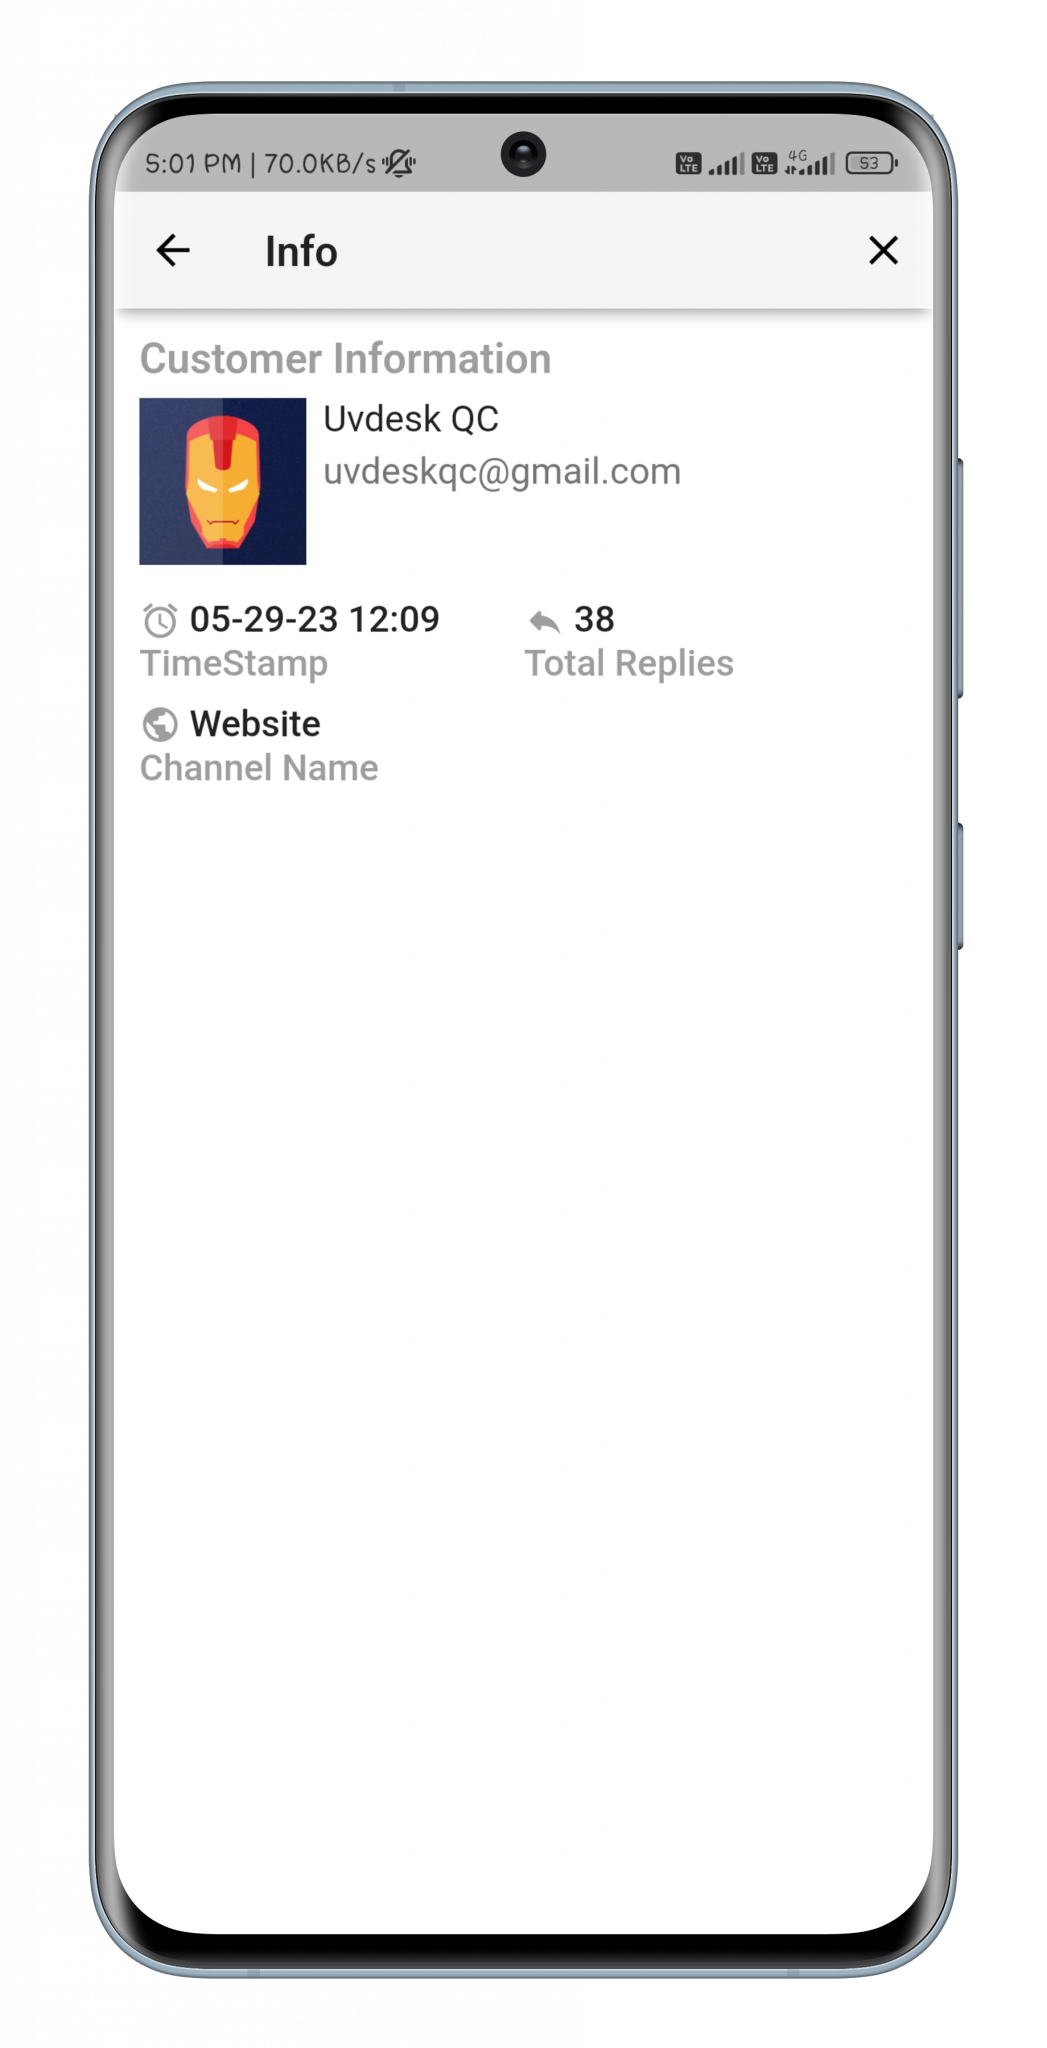 5:01 PM | 70.0KB/s Vo LTE Vo LTE 4G 53
Info
Customer Information
Uvdesk QC
uvdeskqc@gmail.com
05-29-23 12:09 38
TimeStamp Total Replies
Website
Channel Name